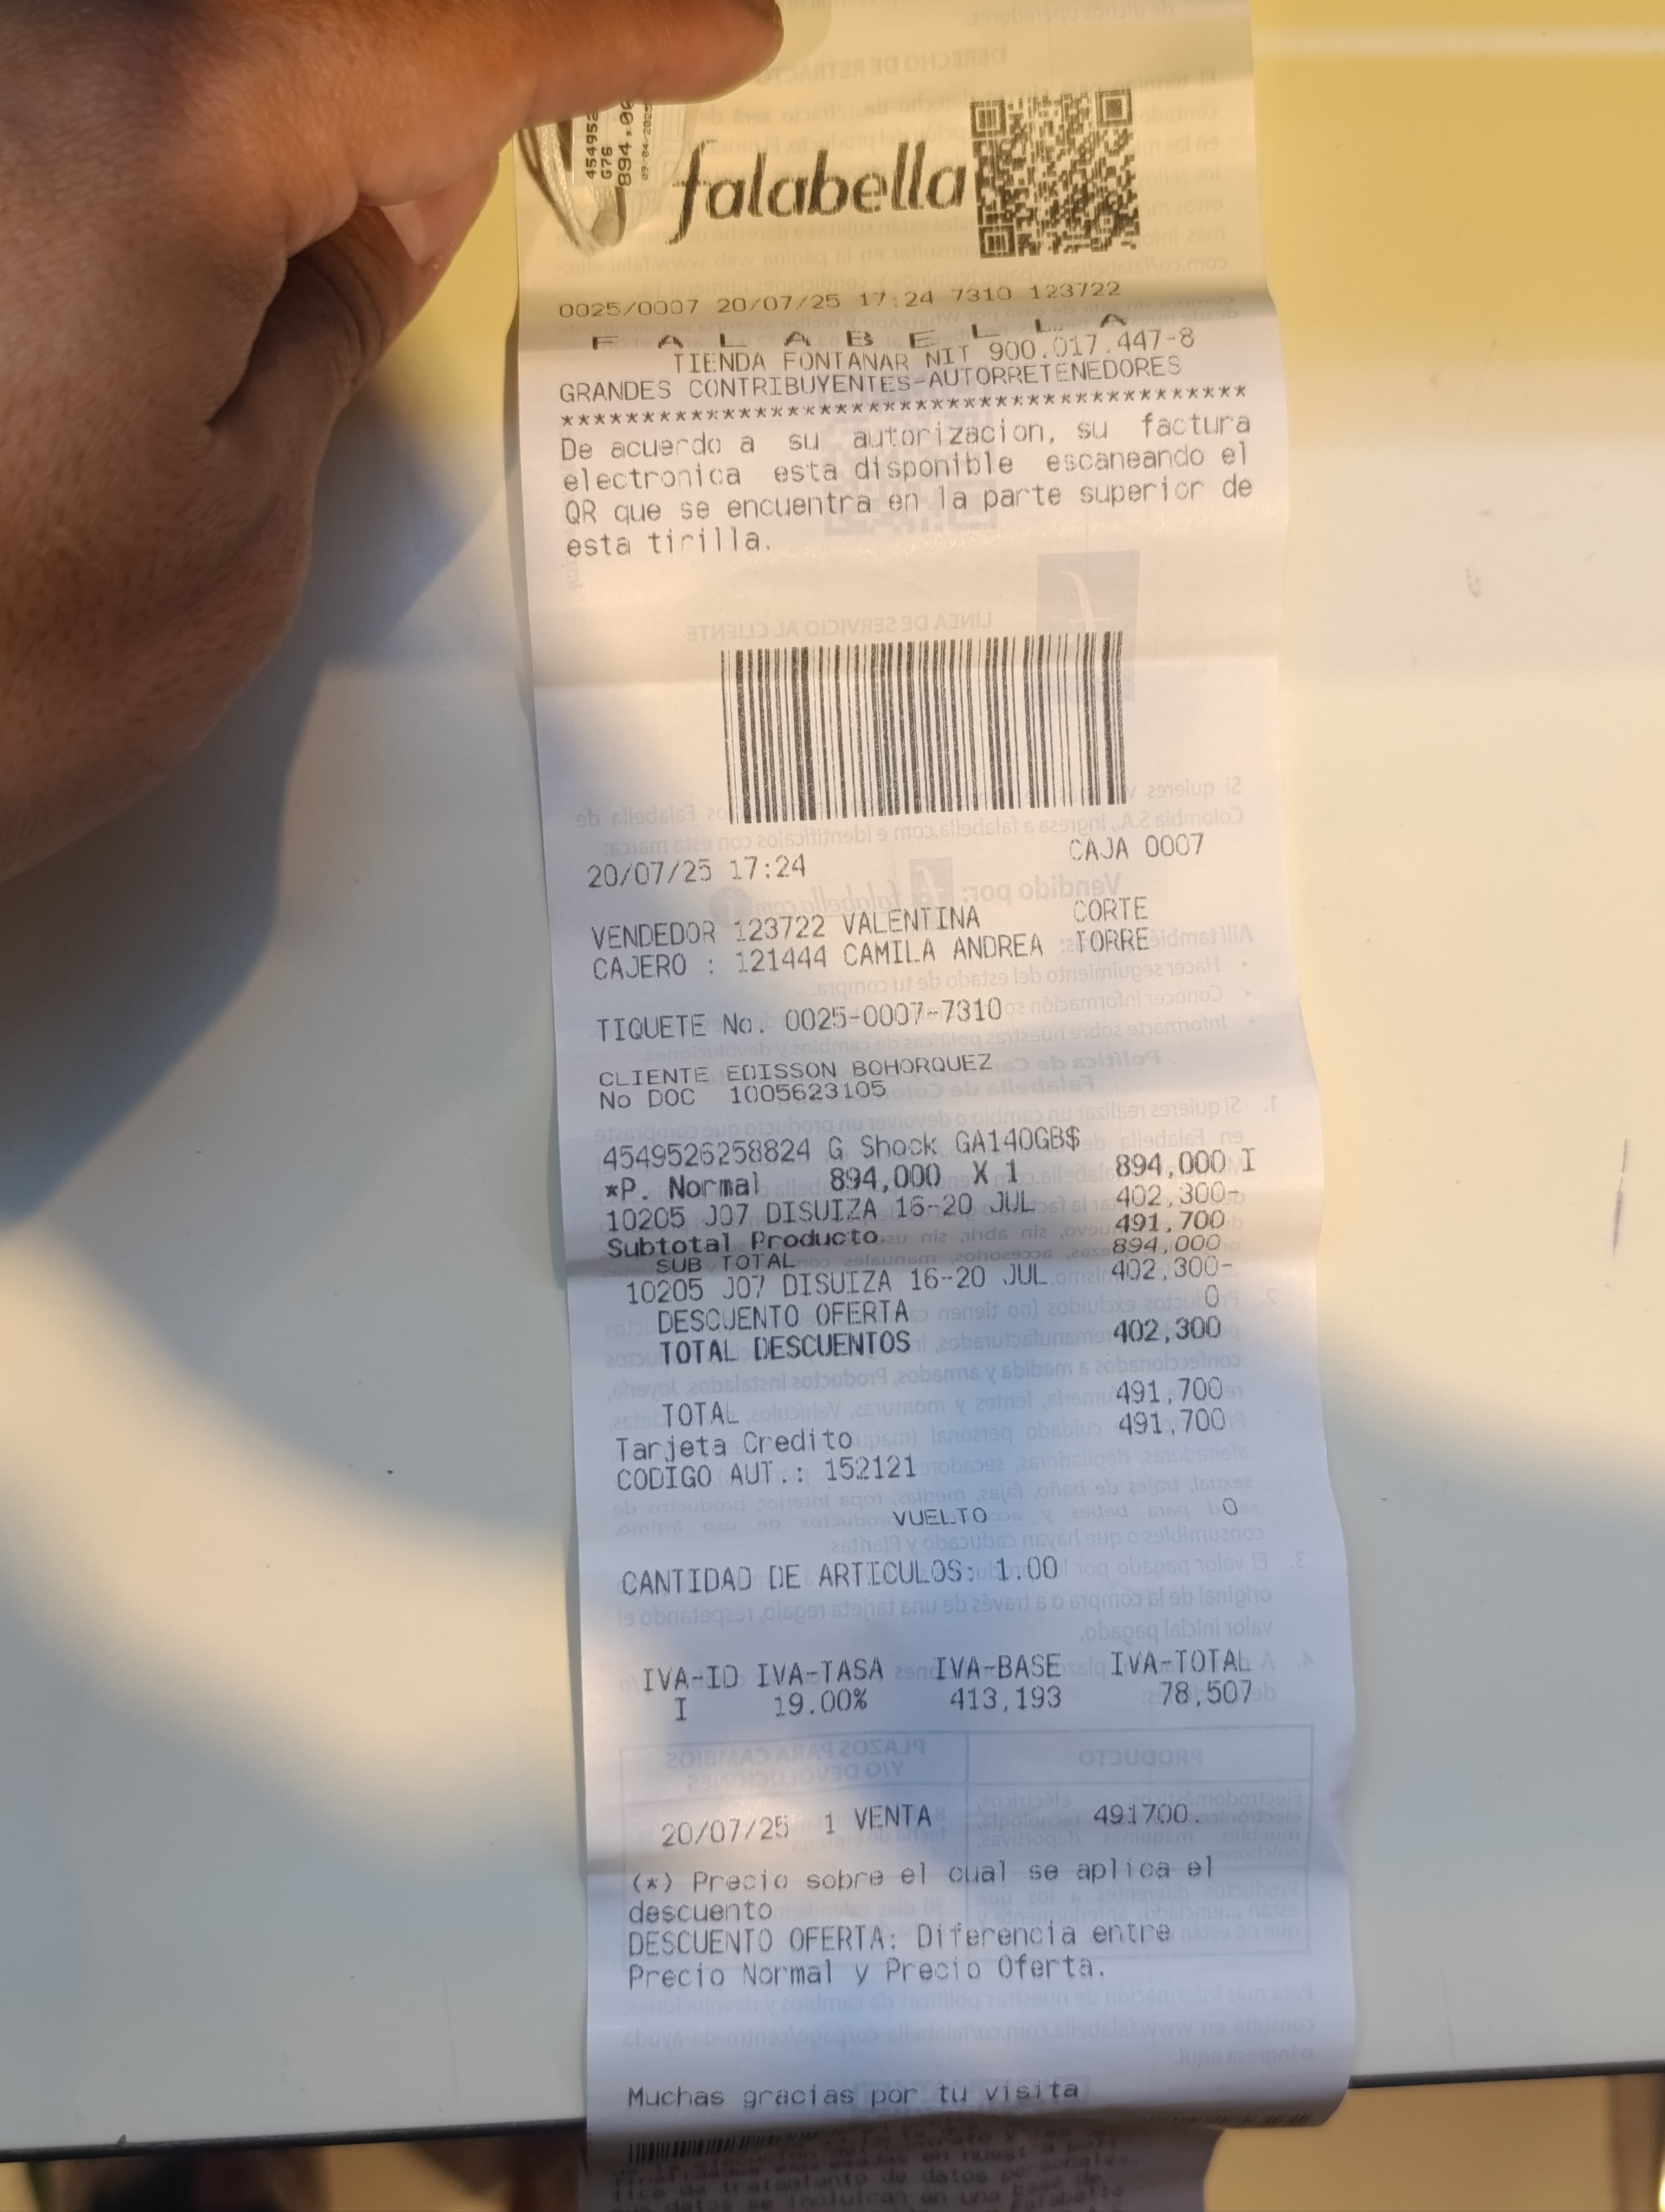 G76
falabella
0025/0007 20/07/25 17:24 7310 123722
F A L A B E L L A
TIENDA FONTANAR NIT 900.017.447-8
GRANDES CONTRIBUYENTES-AUTORRETENEDORES
******************************************
De acuerdo a su autorizacion, su factura
electronica esta disponible escaneando el
QR que se encuentra en la parte superior de
esta tirilla.
20/07/25 17:24 CAJA 0007
VENDEDOR 123722 VALENTINA CORTE
CAJERO : 121444 CAMILA ANDREA TORRE
TIQUETE No. 0025-0007-7310
CLIENTE EDISSON BOHORQUEZ
No DOC 1005623105
4549526258824 G Shock GA140GB$
*P. Normal 894,000 X 1 894,000 I
10205 J07 DISUIZA 16-20 JUL 402,300-
Subtotal Producto 491,700
SUB TOTAL 894,000
10205 J07 DISUIZA 16-20 JUL 402,300-
DESCUENTO OFERTA 0
TOTAL DESCUENTOS 402,300
TOTAL 491,700
Tarjeta Credito 491,700
CODIGO AUT.: 152121
VUELTO 0
CANTIDAD DE ARTICULOS: 1.00
IVA-ID IVA-TASA IVA-BASE IVA-TOTAL
I 19.00% 413,193 78,507
20/07/25 1 VENTA 491700.
(*) Precio sobre el cual se aplica el
descuento
DESCUENTO OFERTA: Diferencia entre
Precio Normal y Precio Oferta.
Muchas gracias por tu visita